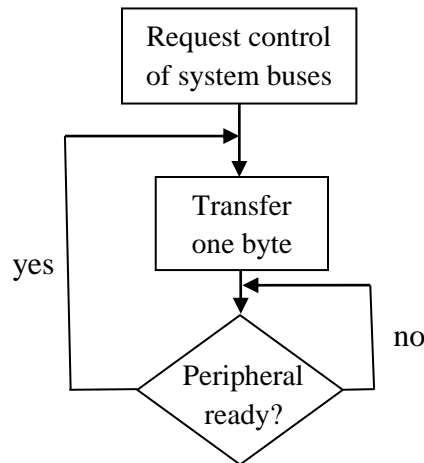 Request control
of system buses
Transfer
one byte
yes
no
Peripheral
ready?